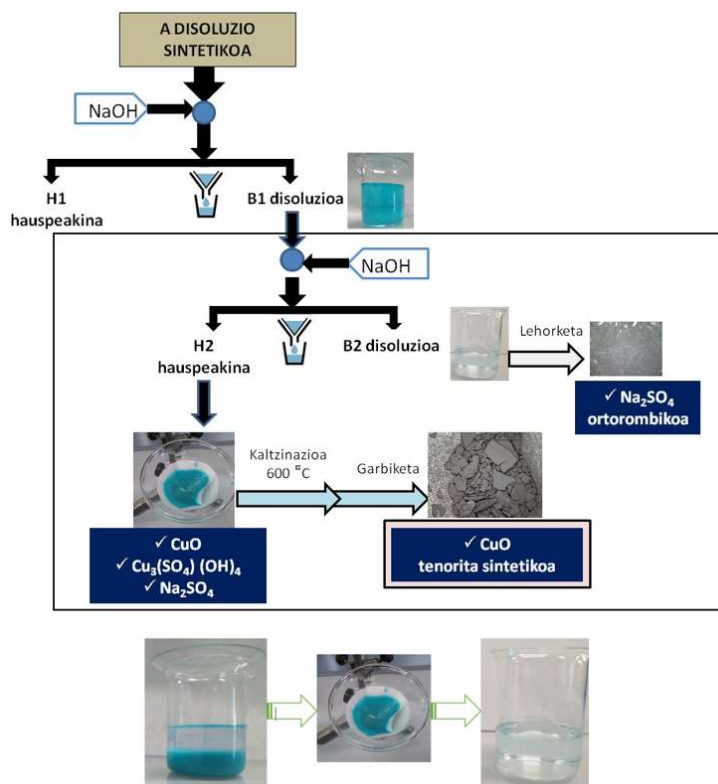 A DISOLUZIO
SINTETIKOA
NaOH
H1
hauspeakina
B1 disoluzioa
NaOH
H2
hauspeakina
B2 disoluzioa
Lehorketa
✓ Na₂SO₄
ortorombikoa
Kaltzinazioa
600 °C
Garbiketa
✓ CuO
✓ Cu₃(SO₄) (OH)₄
✓ Na₂SO₄
✓ CuO
tenorita sintetikoa